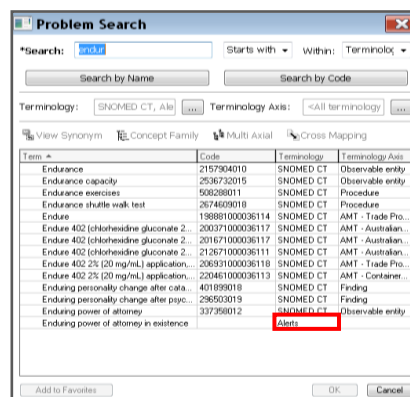 Problem Search
*Search: endur Starts with Within: Terminolog
Search by Name Search by Code
Terminology: SNOMED CT, Ale ... Terminology Axis: <All terminology ...
View Synonym Concept Family Multi Axial Cross Mapping
Term Code Terminology Terminology Axis
Endurance 2157904010 SNOMED CT Observable entity
Endurance capacity 2536732015 SNOMED CT Observable entity
Endurance exercises 508828011 SNOMED CT Procedure
Endurance shuttle walk test 2674609018 SNOMED CT Procedure
Endure 198881000036114 SNOMED CT AMT - Trade Pro...
Endure 402 (chlorhexidine gluconate 2... 200371000036117 SNOMED CT AMT - Australian...
Endure 402 (chlorhexidine gluconate 2... 201671000036117 SNOMED CT AMT - Australian...
Endure 402 (chlorhexidine gluconate 2... 212671000036111 SNOMED CT AMT - Australian...
Endure 402 2% (20 mg/mL) application,... 206931000036118 SNOMED CT AMT - Trade Pro...
Endure 402 2% (20 mg/mL) application,... 220461000036113 SNOMED CT AMT - Container...
Enduring personality change after cata... 401899018 SNOMED CT Finding
Enduring personality change after psyc... 296503019 SNOMED CT Finding
Enduring power of attorney 337358012 SNOMED CT Observable entity
Enduring power of attorney in existence Alerts
Add to Favorites OK Cancel